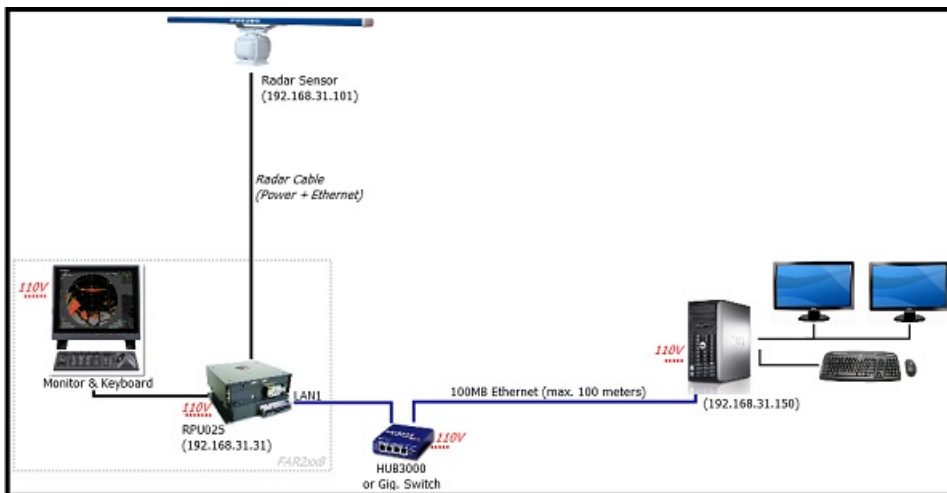 Radar Sensor
(192.168.31.101)
Radar Cable
(Power + Ethernet)
110V
Monitor & Keyboard
110V
RPU025
(192.168.31.31)
LAN1
FAR2xx8
110V
HUB3000
or Gig. Switch
100MB Ethernet (max. 100 meters)
110V
(192.168.31.150)